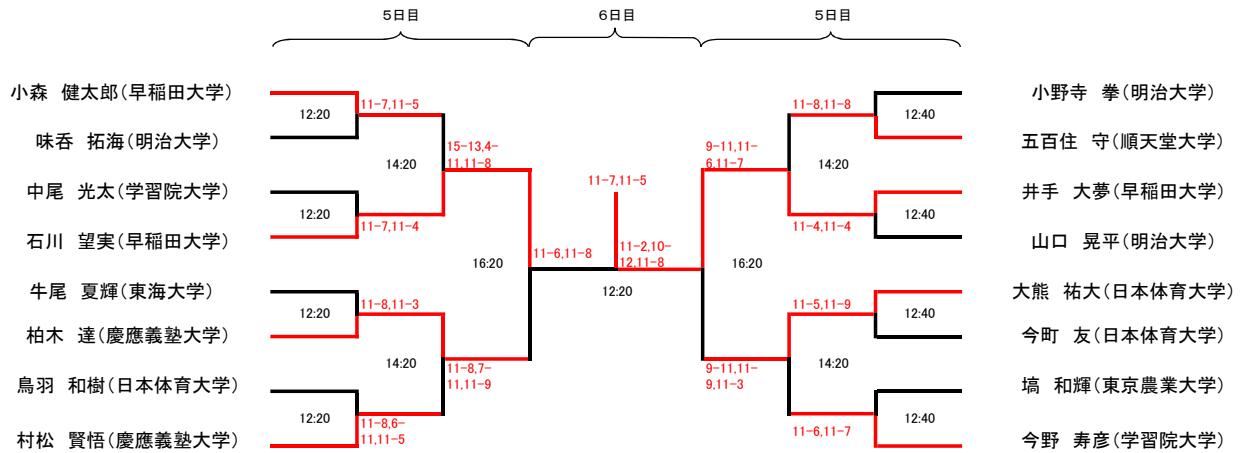 5日目
6日目
5日目
小森　健太郎（早稲田大学）
12:20
11-7,11-5
味呑　拓海（明治大学）
14:20
15-13,4-
11,11-8
中尾　光太（学習院大学）
12:20
11-7,11-4
石川　望実（早稲田大学）
16:20
11-6,11-8
牛尾　夏輝（東海大学）
12:20
11-8,11-3
柏木　達（慶應義塾大学）
14:20
11-8,7-
11,11-9
鳥羽　和樹（日本体育大学）
12:20
11-8,6-
11,11-5
村松　賢悟（慶應義塾大学）
11-7,11-5
11-2,10-
12,11-8
12:20
小野寺　拳（明治大学）
11-8,11-8
12:40
五百住　守（順天堂大学）
9-11,11-
6,11-7
14:20
井手　大夢（早稲田大学）
12:40
11-4,11-4
山口　晃平（明治大学）
16:20
大熊　祐大（日本体育大学）
11-5,11-9
12:40
今町　友（日本体育大学）
14:20
9-11,11-
9,11-3
塙　和輝（東京農業大学）
12:40
11-6,11-7
今野　寿彦（学習院大学）